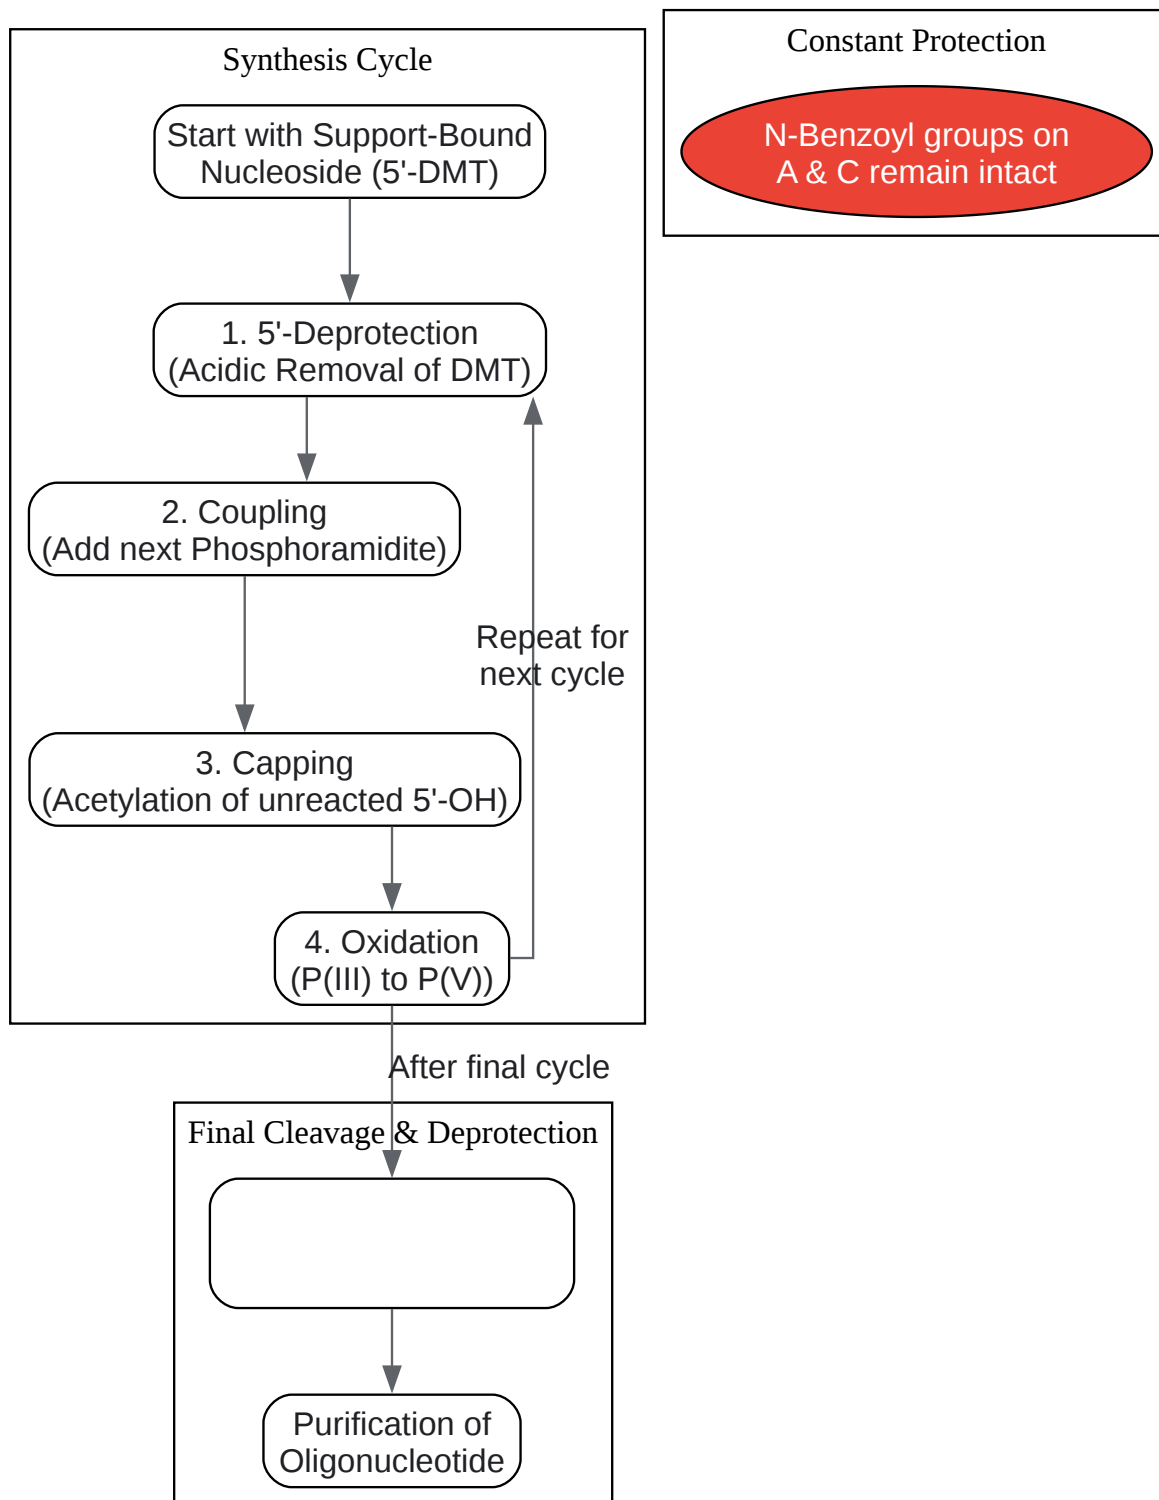 Synthesis Cycle
Start with Support-Bound
Nucleoside (5'-DMT)
1. 5'-Deprotection
(Acidic Removal of DMT)
2. Coupling
(Add next Phosphoramidite)
Repeat for
next cycle
3. Capping
(Acetylation of unreacted 5'-OH)
4. Oxidation
(P(III) to P(V))
After final cycle
Final Cleavage & Deprotection
Purification of
Oligonucleotide
Constant Protection
N-Benzoyl groups on
A & C remain intact